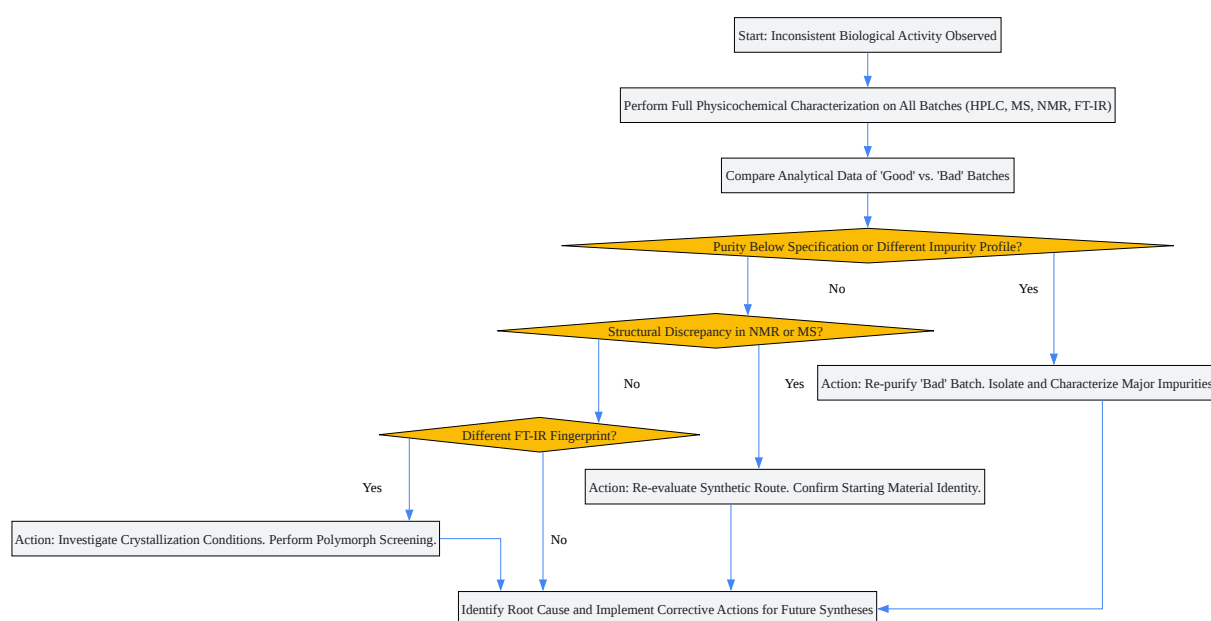 Start: Inconsistent Biological Activity Observed
Perform Full Physicochemical Characterization on All Batches (HPLC, MS, NMR, FT-IR)
Compare Analytical Data of 'Good' vs. 'Bad' Batches
Purity Below Specification or Different Impurity Profile?
No
Yes
Structural Discrepancy in NMR or MS?
No
Yes
Action: Re-purify 'Bad' Batch. Isolate and Characterize Major Impurities
Different FT-IR Fingerprint?
Yes
Action: Re-evaluate Synthetic Route. Confirm Starting Material Identity.
Action: Investigate Crystallization Conditions. Perform Polymorph Screening.
No
Identify Root Cause and Implement Corrective Actions for Future Syntheses